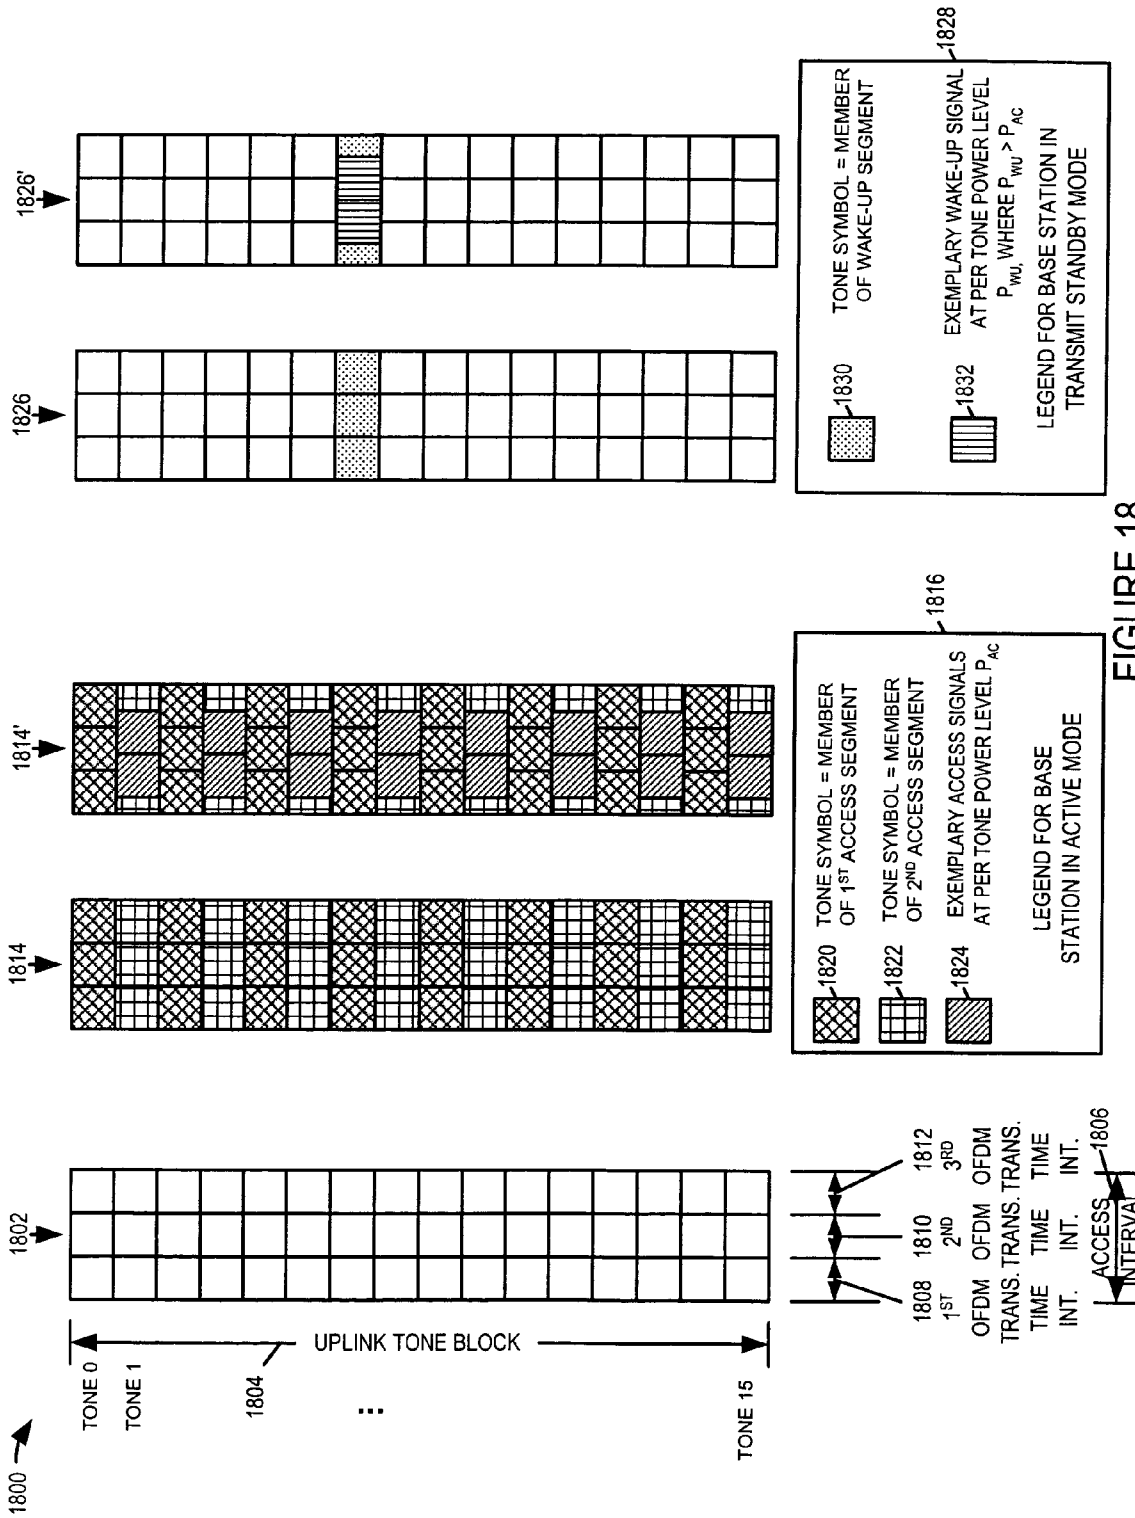 1800
1802
1814
1814'
1826
1826'
TONE 0
TONE 1
1804
...
TONE 15
UPLINK TONE BLOCK
1808
1ST
OFDM
TRANS.
TIME
INT.
1810
2ND
OFDM
TRANS.
TIME
INT.
1812
3RD
OFDM
TRANS.
TIME
INT.
ACCESS
INTERVAL
1806
1820
TONE SYMBOL = MEMBER
OF 1ST ACCESS SEGMENT
1822
TONE SYMBOL = MEMBER
OF 2ND ACCESS SEGMENT
1824
EXEMPLARY ACCESS SIGNALS
AT PER TONE POWER LEVEL PAC
LEGEND FOR BASE
STATION IN ACTIVE MODE
1816
1830
TONE SYMBOL = MEMBER
OF WAKE-UP SEGMENT
1832
EXEMPLARY WAKE-UP SIGNAL
AT PER TONE POWER LEVEL
PWU, WHERE PWU > PAC
LEGEND FOR BASE STATION IN
TRANSMIT STANDBY MODE
1828
FIGURE 18